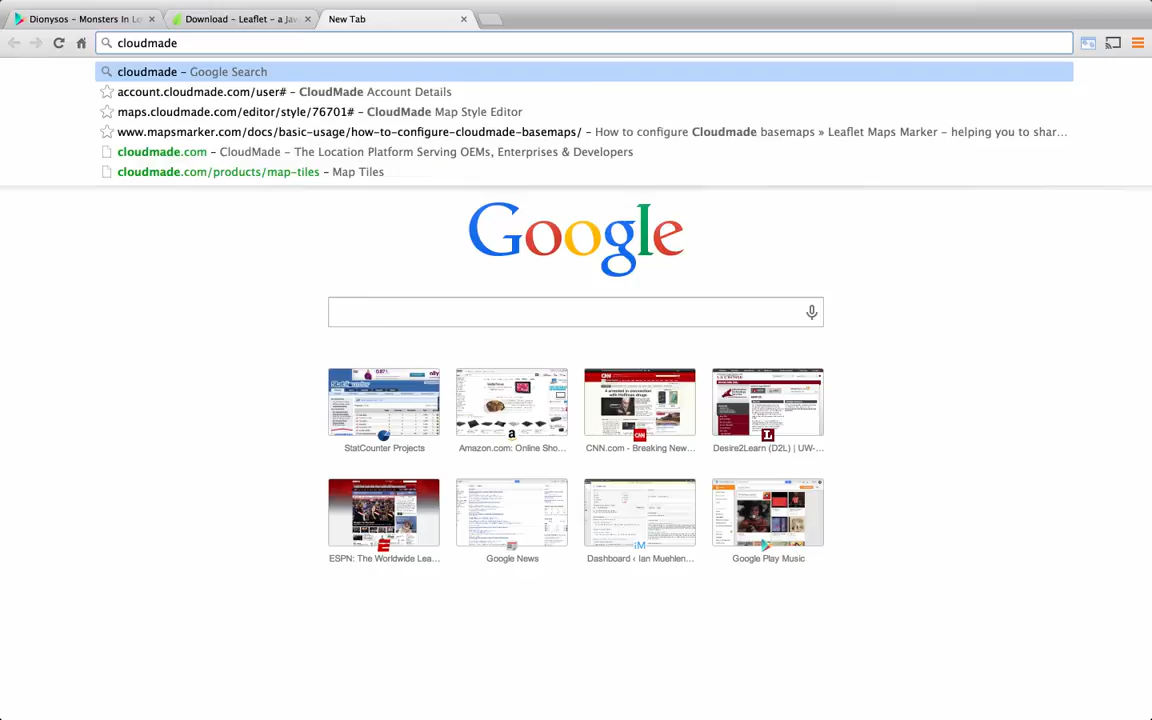 Dionysos - Monsters In Lo
Download - Leaflet - a Jav
New Tab
cloudmade
cloudmade – Google Search
account.cloudmade.com/user# – CloudMade Account Details
maps.cloudmade.com/editor/style/76701# – CloudMade Map Style Editor
www.mapsmarker.com/docs/basic-usage/how-to-configure-cloudmade-basemaps/ – How to configure Cloudmade basemaps » Leaflet Maps Marker – helping you to shar...
cloudmade.com – CloudMade – The Location Platform Serving OEMs, Enterprises & Developers
cloudmade.com/products/map-tiles – Map Tiles
Google
StatCounter Projects
Amazon.com: Online Sho...
CNN.com - Breaking New...
Desire2Learn (D2L) | UW-...
ESPN: The Worldwide Lea...
Google News
Dashboard ‹ Ian Muehlen...
Google Play Music